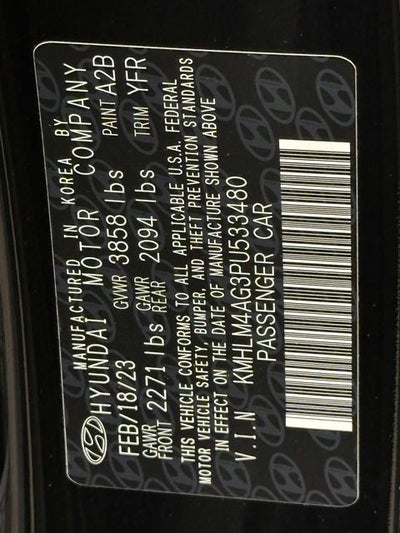 MANUFACTURED IN KOREA BY
HYUNDAI MOTOR COMPANY
FEB/18/23 GVWR 3858 lbs PAINT A2B
GAWR FRONT 2271 lbs GAWR REAR 2094 lbs TRIM YFR
THIS VEHICLE CONFORMS TO ALL APPLICABLE U.S.A. FEDERAL
MOTOR VEHICLE SAFETY, BUMPER, AND THEFT PREVENTION STANDARDS
IN EFFECT ON THE DATE OF MANUFACTURE SHOWN ABOVE
V.I.N KMHLM4AG3PU533480
PASSENGER CAR